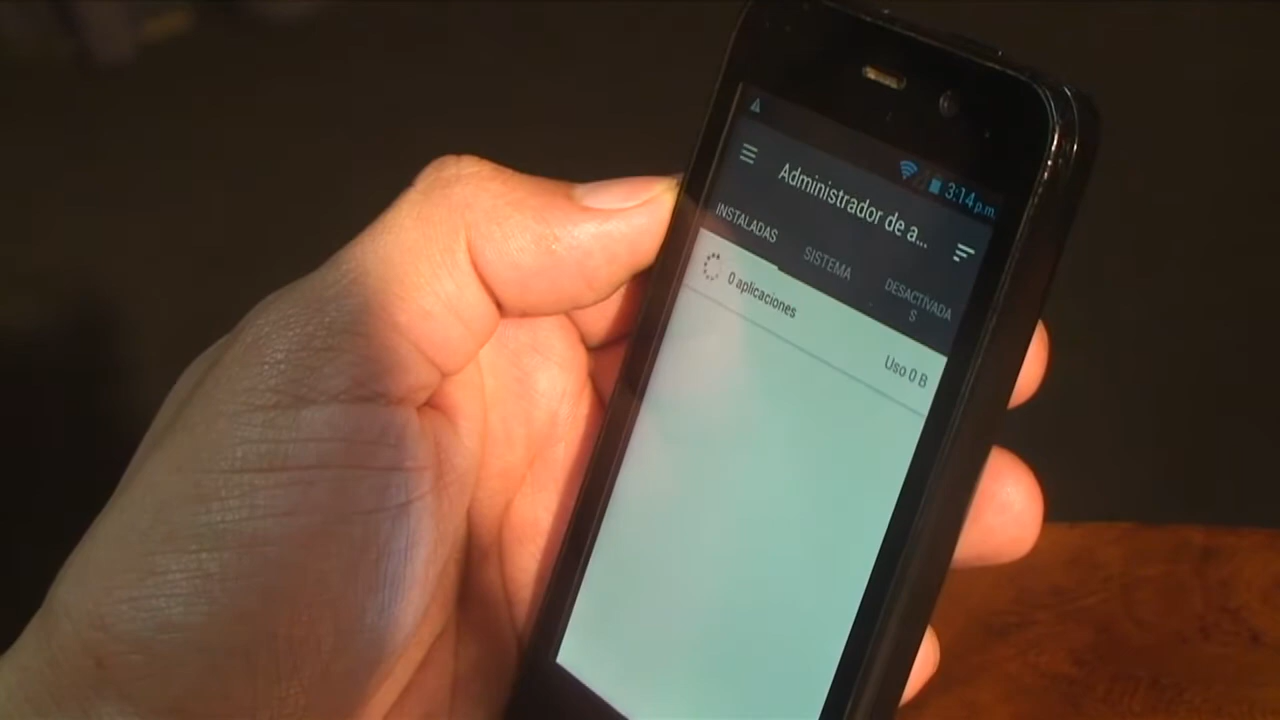 3:14 p.m.
Administrador de a...
INSTALADAS
SISTEMA
DESACTIVADA
S
0 aplicaciones
Uso 0 B